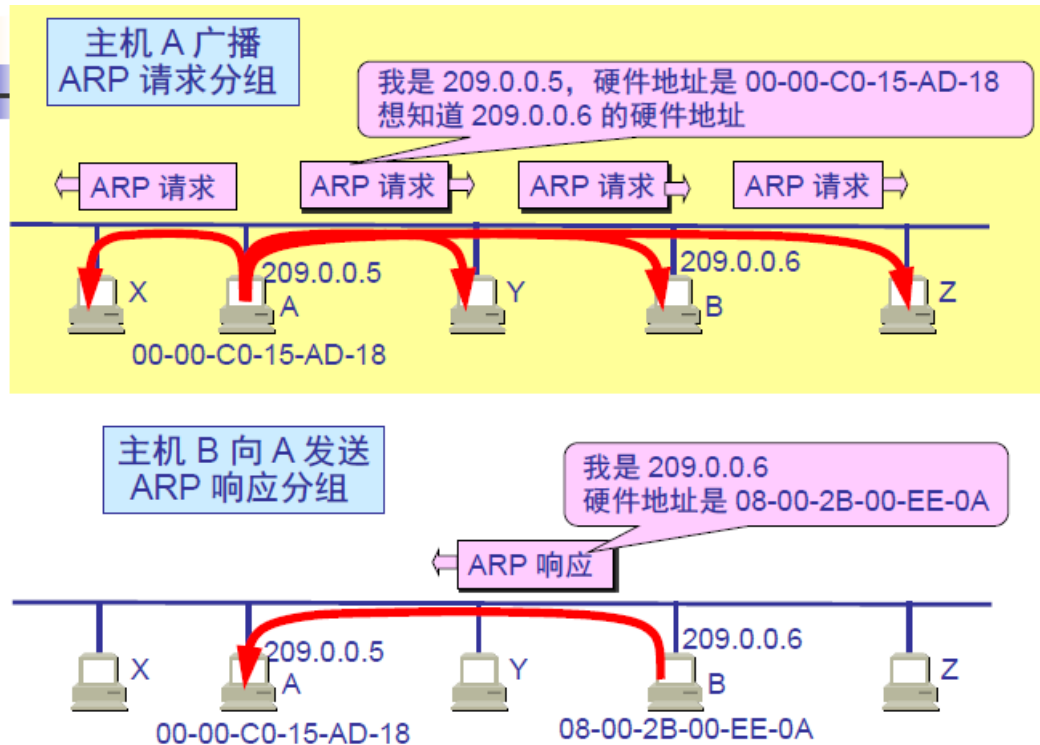 主机 A 广播
ARP 请求分组
我是 209.0.0.5，硬件地址是 00-00-C0-15-AD-18
想知道 209.0.0.6 的硬件地址
ARP 请求
ARP 请求
ARP 请求
ARP 请求
209.0.0.5
209.0.0.6
X
A
Y
B
Z
00-00-C0-15-AD-18
主机 B 向 A 发送
ARP 响应分组
我是 209.0.0.6
硬件地址是 08-00-2B-00-EE-0A
ARP 响应
209.0.0.5
209.0.0.6
X
A
Y
B
Z
00-00-C0-15-AD-18
08-00-2B-00-EE-0A